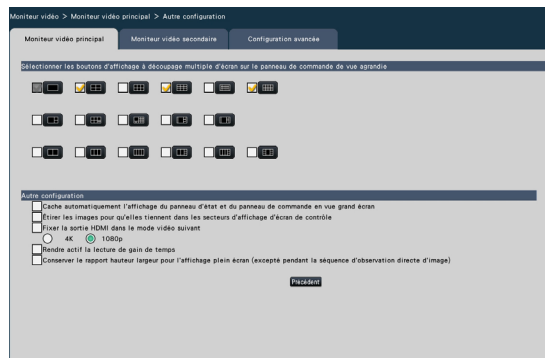 Moniteur vidéo > Moniteur vidéo principal > Autre configuration
Moniteur vidéo principal
Moniteur vidéo secondaire
Configuration avancée
Sélectionner les boutons d'affichage à découpage multiple d'écran sur le panneau de commande de vue agrandie
Autre configuration
Cache automatiquement l'affichage du panneau d'état et du panneau de commande en vue grand écran
Étirer les images pour qu'elles tiennent dans les secteurs d'affichage d'écran de contrôle
Fixer la sortie HDMI dans le mode vidéo suivant
4K 1080p
Rendre actif la lecture de gain de temps
Conserver le rapport hauteur largeur pour l'affichage plein écran (excepté pendant la séquence d'observation directe d'image)
Précédent